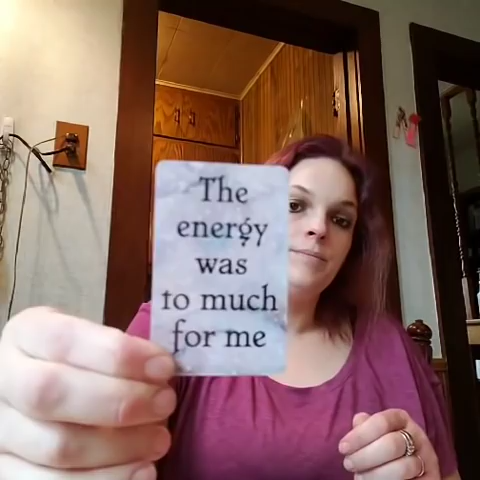 The
energy
was
to much
for me